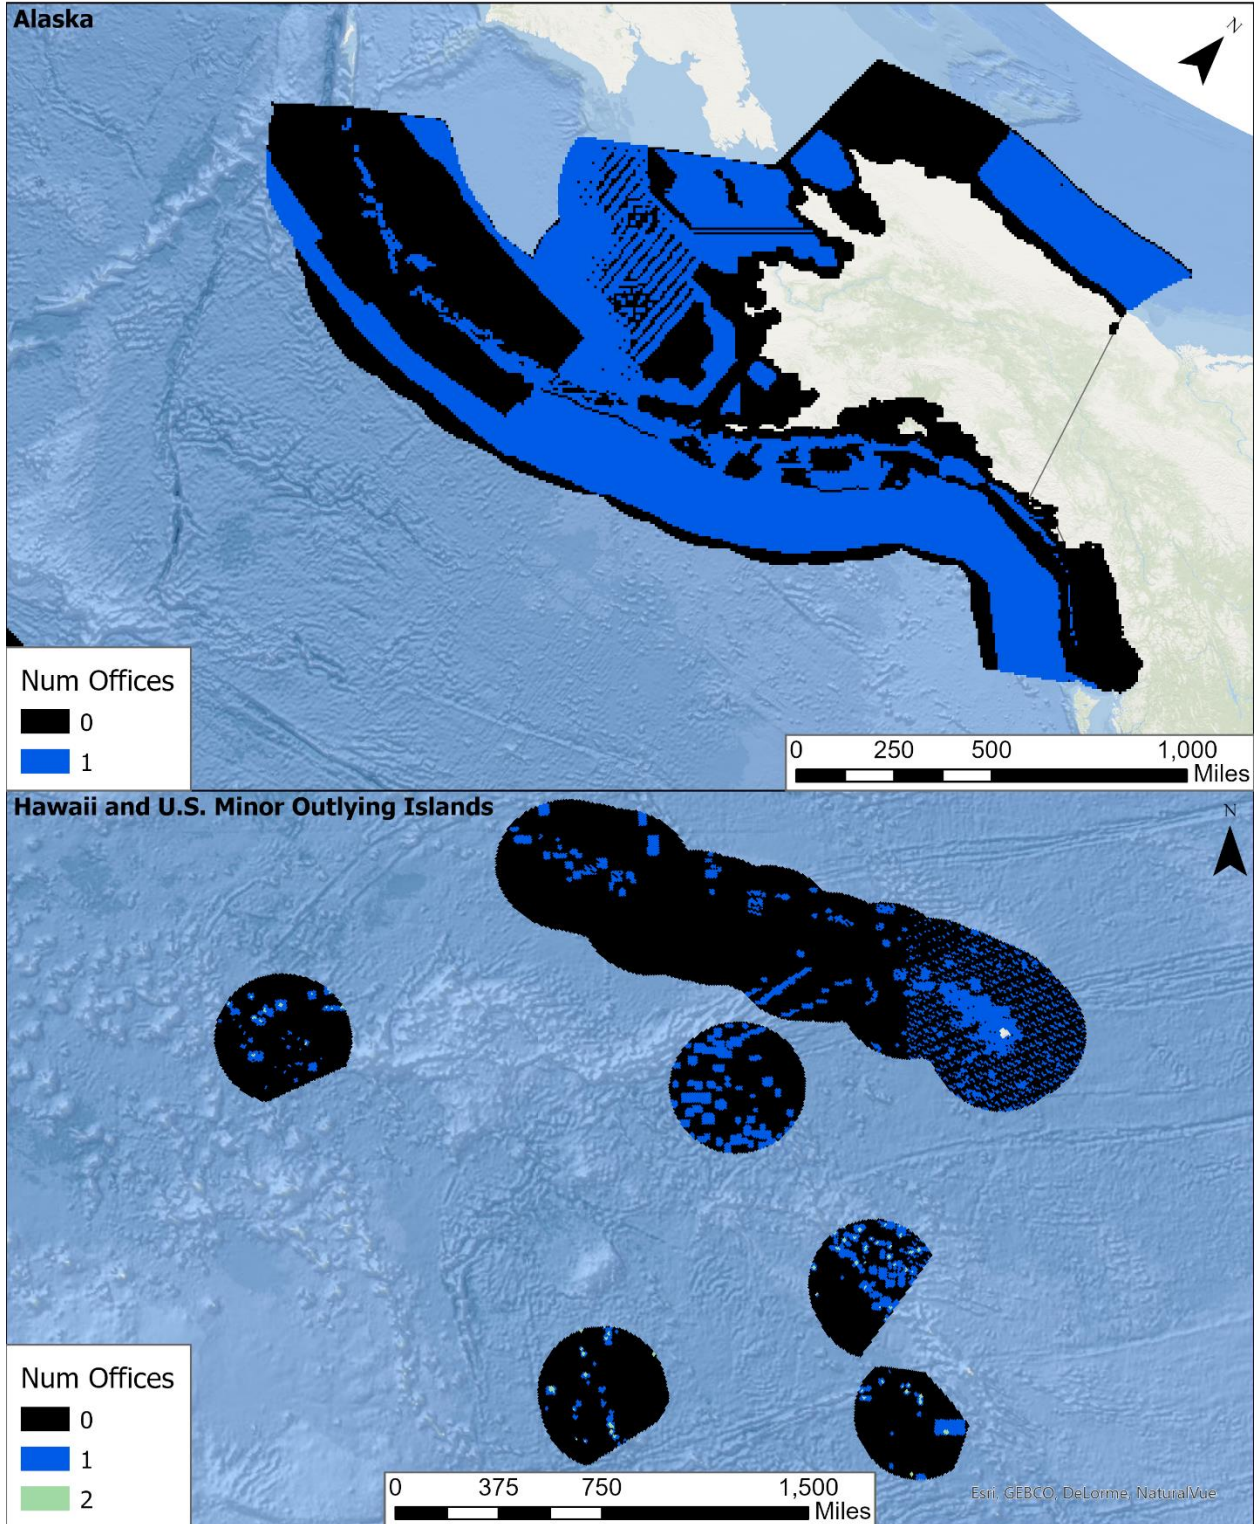 Alaska
N
Num Offices
0
1
0 250 500 1,000
Miles
Hawaii and U.S. Minor Outlying Islands
N
Num Offices
0
1
2
0 375 750 1,500
Miles
Esri, GEBCO, DeLorme, NaturalVue